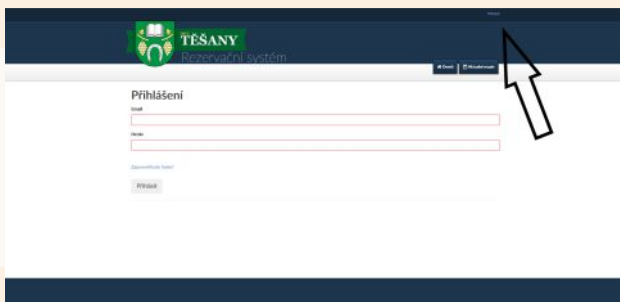 TĚŠANY
Rezervační systém
Přihlášení
Email
Heslo
Zapomněli jste heslo?
Přihlásit